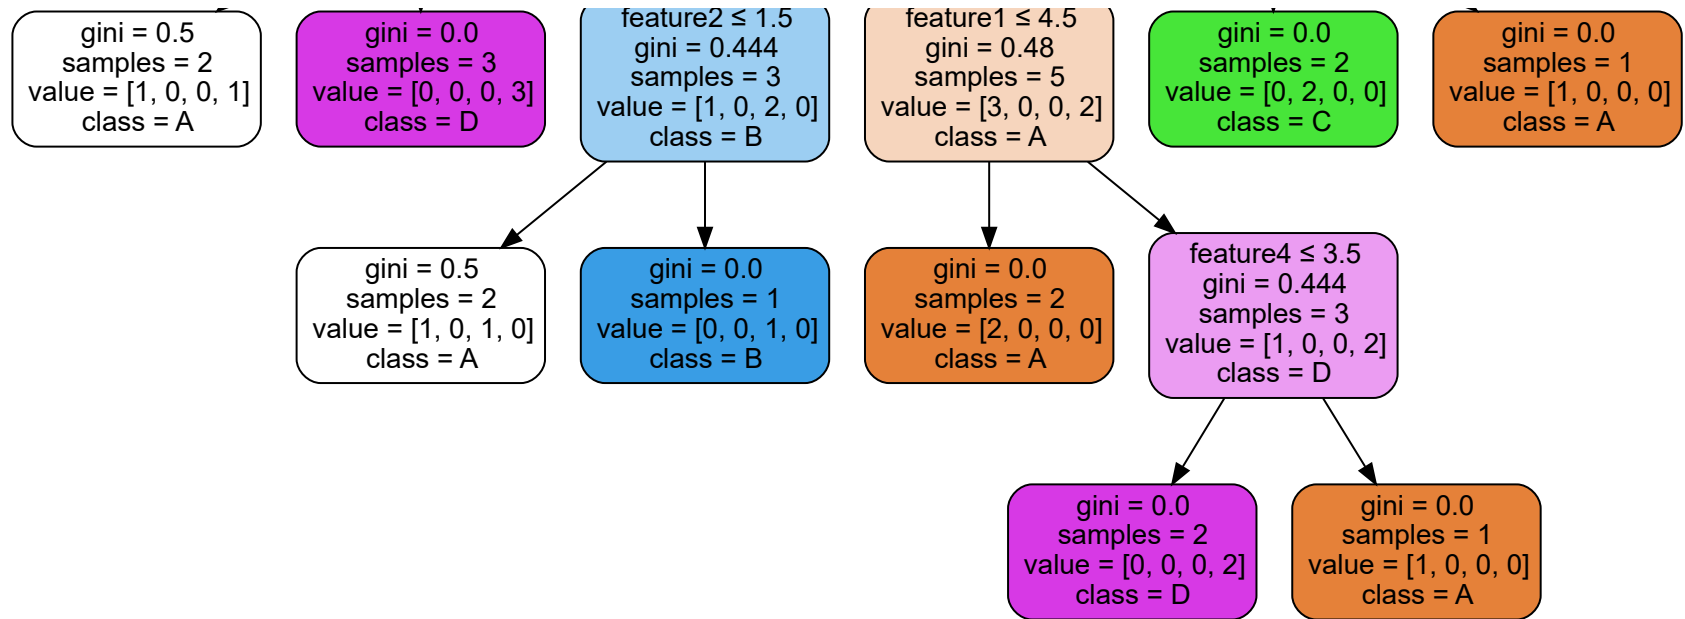 gini = 0.5
samples = 2
value = [1, 0, 0, 1]
class = A
gini = 0.0
samples = 3
value = [0, 0, 0, 3]
class = D
feature2 ≤ 1.5
gini = 0.444
samples = 3
value = [1, 0, 2, 0]
class = B
feature1 ≤ 4.5
gini = 0.48
samples = 5
value = [3, 0, 0, 2]
class = A
gini = 0.0
samples = 2
value = [0, 2, 0, 0]
class = C
gini = 0.0
samples = 1
value = [1, 0, 0, 0]
class = A
gini = 0.5
samples = 2
value = [1, 0, 1, 0]
class = A
gini = 0.0
samples = 1
value = [0, 0, 1, 0]
class = B
gini = 0.0
samples = 2
value = [2, 0, 0, 0]
class = A
feature4 ≤ 3.5
gini = 0.444
samples = 3
value = [1, 0, 0, 2]
class = D
gini = 0.0
samples = 2
value = [0, 0, 0, 2]
class = D
gini = 0.0
samples = 1
value = [1, 0, 0, 0]
class = A